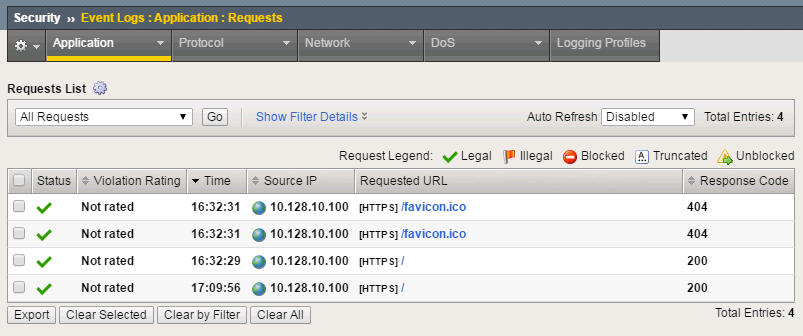 Security ›› Event Logs : Application : Requests
Application Protocol Network DoS Logging Profiles
Requests List
All Requests Go Show Filter Details Auto Refresh Disabled Total Entries: 4
Request Legend: Legal Illegal Blocked Truncated Unblocked
Status Violation Rating Time Source IP Requested URL Response Code
Not rated 16:32:31 10.128.10.100 [HTTPS] /favicon.ico 404
Not rated 16:32:31 10.128.10.100 [HTTPS] /favicon.ico 404
Not rated 16:32:29 10.128.10.100 [HTTPS] / 200
Not rated 17:09:56 10.128.10.100 [HTTPS] / 200
Export Clear Selected Clear by Filter Clear All Total Entries: 4